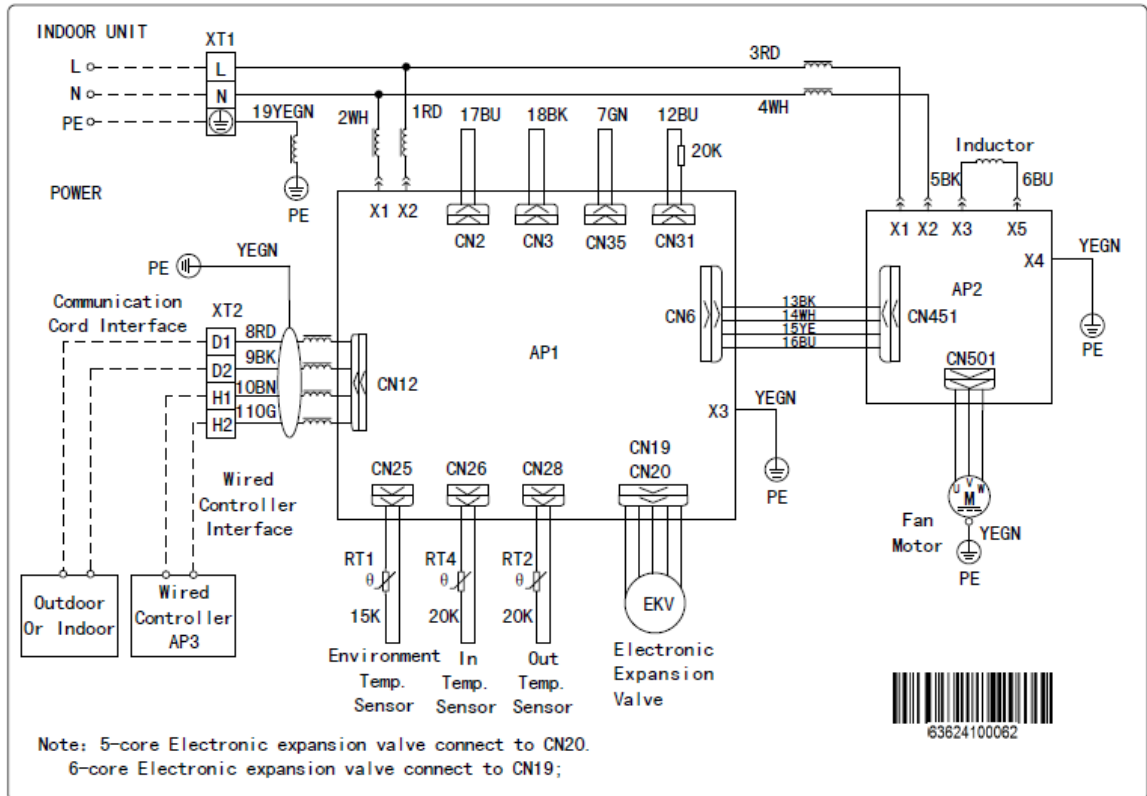 INDOOR UNIT
XT1
L
L
N
N
PE
19YEGN
PE
2WH
1RD
17BU
18BK
7GN
12BU
20K
3RD
4WH
Inductor
5BK
6BU
POWER
X1
X2
CN2
CN3
CN35
CN31
X1
X2
X3
X5
X4
YEGN
PE
AP2
CN451
CN501
PE
YEGN
Communication
Cord Interface
XT2
D1
8RD
D2
9BK
H1
10BN
H2
11OG
CN12
AP1
CN6
13BK
14WH
15YE
16BU
X3
YEGN
PE
Wired
Controller
Interface
CN25
CN26
CN28
CN19
CN20
U
V
W
M
Fan
Motor
YEGN
PE
RT1
θ
15K
RT4
θ
20K
RT2
θ
20K
EKV
Outdoor
Or Indoor
Wired
Controller
AP3
Environment
Temp.
Sensor
In
Temp.
Sensor
Out
Temp.
Sensor
Electronic
Expansion
Valve
63624100062
Note: 5-core Electronic expansion valve connect to CN20.
6-core Electronic expansion valve connect to CN19;